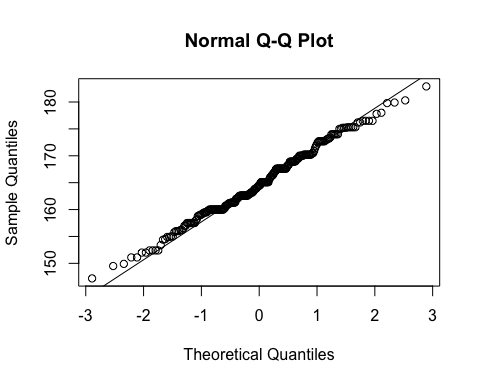 Normal Q-Q Plot
180
170
160
150
Sample Quantiles
-3 -2 -1 0 1 2 3
Theoretical Quantiles